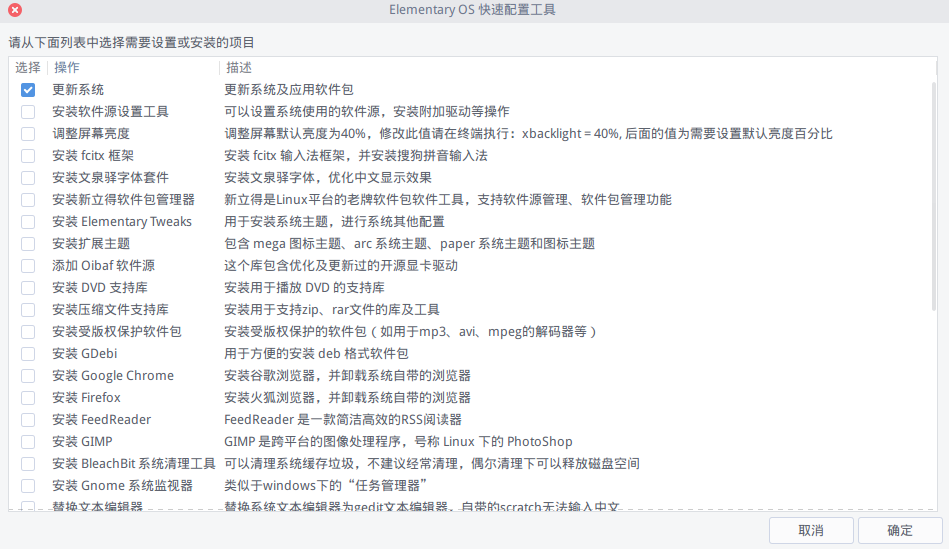 Elementary OS 快速配置工具
请从下面列表中选择需要设置或安装的项目
选择 操作 描述
更新系统 更新系统及应用软件包
安装软件源设置工具 可以设置系统使用的软件源，安装附加驱动等操作
调整屏幕亮度 调整屏幕默认亮度为40%，修改此值请在终端执行：xbacklight = 40%, 后面的值为需要设置默认亮度百分比
安装 fcitx 框架 安装 fcitx 输入法框架，并安装搜狗拼音输入法
安装文泉驿字体套件 安装文泉驿字体，优化中文显示效果
安装新立得软件包管理器 新立得是Linux平台的老牌软件包软件工具，支持软件源管理、软件包管理功能
安装 Elementary Tweaks 用于安装系统主题，进行系统其他配置
安装扩展主题 包含 mega 图标主题、arc 系统主题、paper 系统主题和图标主题
添加 Oibaf 软件源 这个库包含优化及更新过的开源显卡驱动
安装 DVD 支持库 安装用于播放 DVD 的支持库
安装压缩文件支持库 安装用于支持zip、rar文件的库及工具
安装受版权保护软件包 安装受版权保护的软件包（如用于mp3、avi、mpeg的解码器等）
安装 GDebi 用于方便的安装 deb 格式软件包
安装 Google Chrome 安装谷歌浏览器，并卸载系统自带的浏览器
安装 Firefox 安装火狐浏览器，并卸载系统自带的浏览器
安装 FeedReader FeedReader 是一款简洁高效的RSS阅读器
安装 GIMP GIMP 是跨平台的图像处理程序，号称 Linux 下的 PhotoShop
安装 BleachBit 系统清理工具 可以清理系统缓存垃圾，不建议经常清理，偶尔清理下可以释放磁盘空间
安装 Gnome 系统监视器 类似于windows下的“任务管理器”
替换文本编辑器 替换系统文本编辑器为gedit文本编辑器，自带的scratch无法输入中文
取消 确定